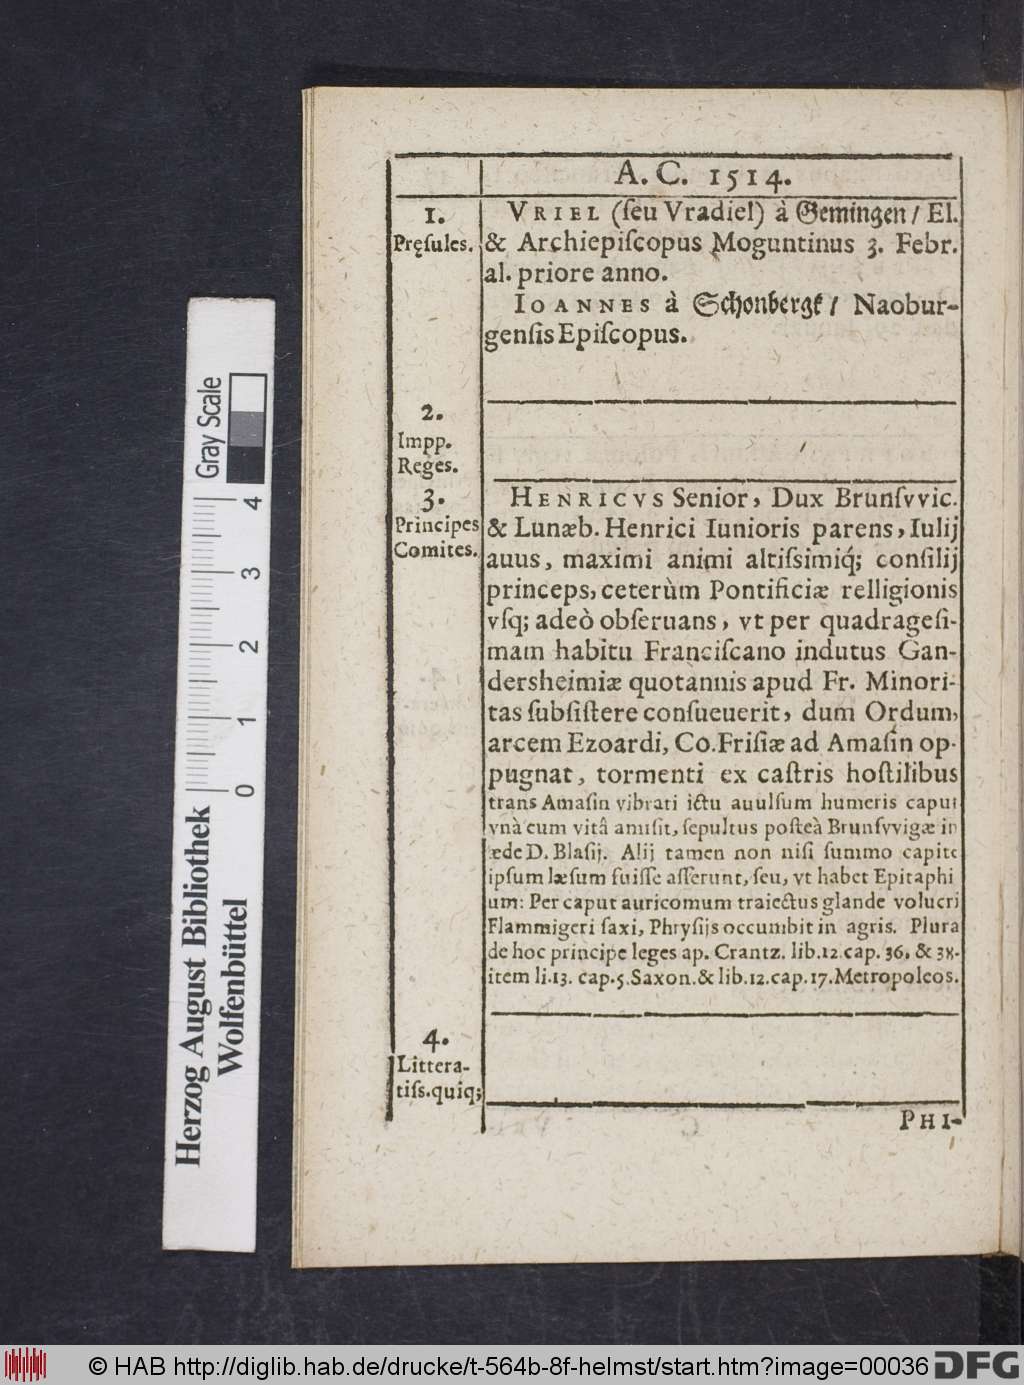 A. C. 1514.
1.
Pręſules.
VRIEL (ſeu Vradiel) à Gemingen / El.
& Archiepiſcopus Moguntinus 3. Febr.
al. priore anno.
IOANNES à Schonbergk / Naobur-
genſis Epiſcopus.
2.
Impp.
Reges.
3.
Principes
Comites.
HENRICVS Senior, Dux Brunſvvic.
& Lunæb. Henrici Iunioris parens, Iulij
auus, maximi animi altiſsimiq́; conſilij
princeps, ceterùm Pontificiæ relligionis
vſq; adeò obſeruans, vt per quadrageſi-
mam habitu Franciſcano indutus Gan-
dersheimiæ quotannis apud Fr. Minori-
tas ſubſiſtere conſueuerit, dum Ordum,
arcem Ezoardi, Co. Friſiæ ad Amaſin op-
pugnat, tormenti ex caſtris hoſtilibus
trans Amaſin vibrati ictu auulſum humeris caput
vnà cum vitâ amiſit, ſepultus poſteà Brunſvvigæ in
æde D. Blaſij. Alij tamen non niſi ſummo capite
ipſum læſum fuiſſe aſſerunt, ſeu, vt habet Epitaphi
um: Per caput auricomum traiectus glande volucri
Flammigeri ſaxi, Phryſijs occumbit in agris. Plura
de hoc principe leges ap. Crantz. lib. 12. cap. 36. & 38.
item li. 13. cap. 5. Saxon. & lib. 12. cap. 17. Metropoleos.
4.
Littera-
tiſs. quiq;
PHI-
Gray Scale
0 1 2 3 4
Herzog August Bibliothek
Wolfenbüttel
© HAB http://diglib.hab.de/drucke/t-564b-8f-helmst/start.htm?image=00036
DFG